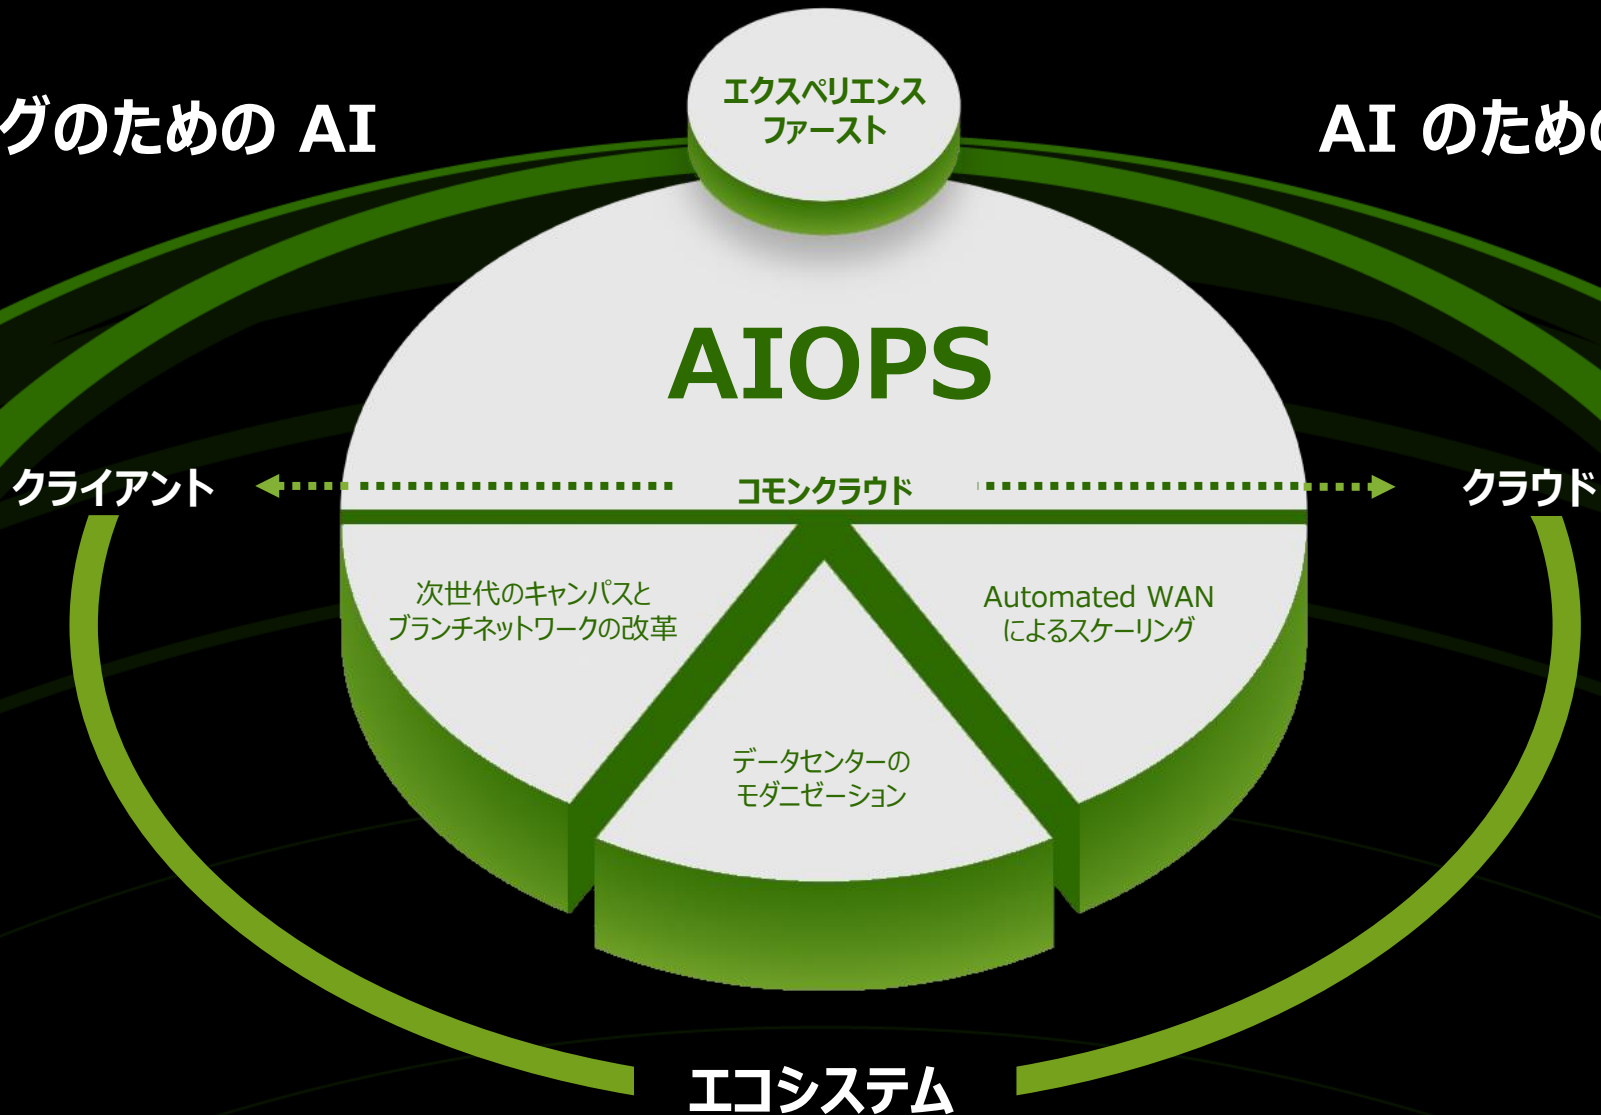 エクスペリエンス
ファースト
グのための AI
AI のための
AIOPS
クライアント
コモンクラウド
クラウド
次世代のキャンパスと
ブランチネットワークの改革
Automated WAN
によるスケーリング
データセンターの
モダニゼーション
エコシステム